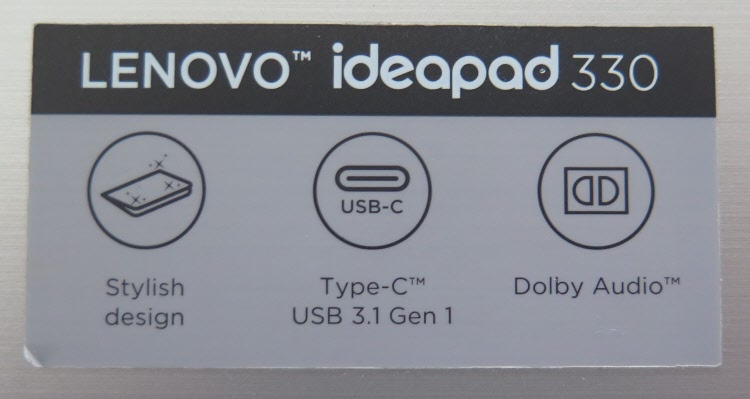 LENOVO™ ideapad 330
USB-C
Stylish
design
Type-C™
USB 3.1 Gen 1
Dolby Audio™